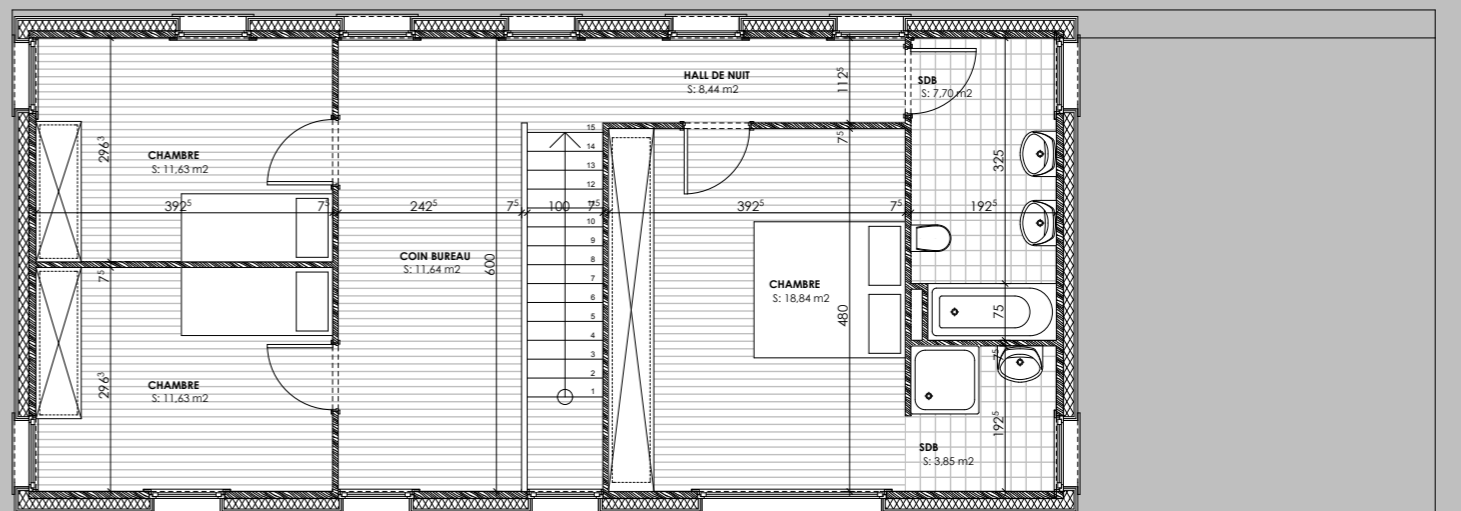 HALL DE NUIT
S: 8,44 m2
112⁵
SDB
S: 7,70 m2
CHAMBRE
S: 11,63 m2
296³
75
325
15
14
13
12
11
10
9
8
7
6
5
4
3
2
1
392⁵
7⁵
242⁵
7⁵
100
7⁵
392⁵
7⁵
192⁵
COIN BUREAU
S: 11,64 m2
600
7⁵
CHAMBRE
S: 18,84 m2
480
75
CHAMBRE
S: 11,63 m2
296³
7⁵
192⁵
SDB
S: 3,85 m2